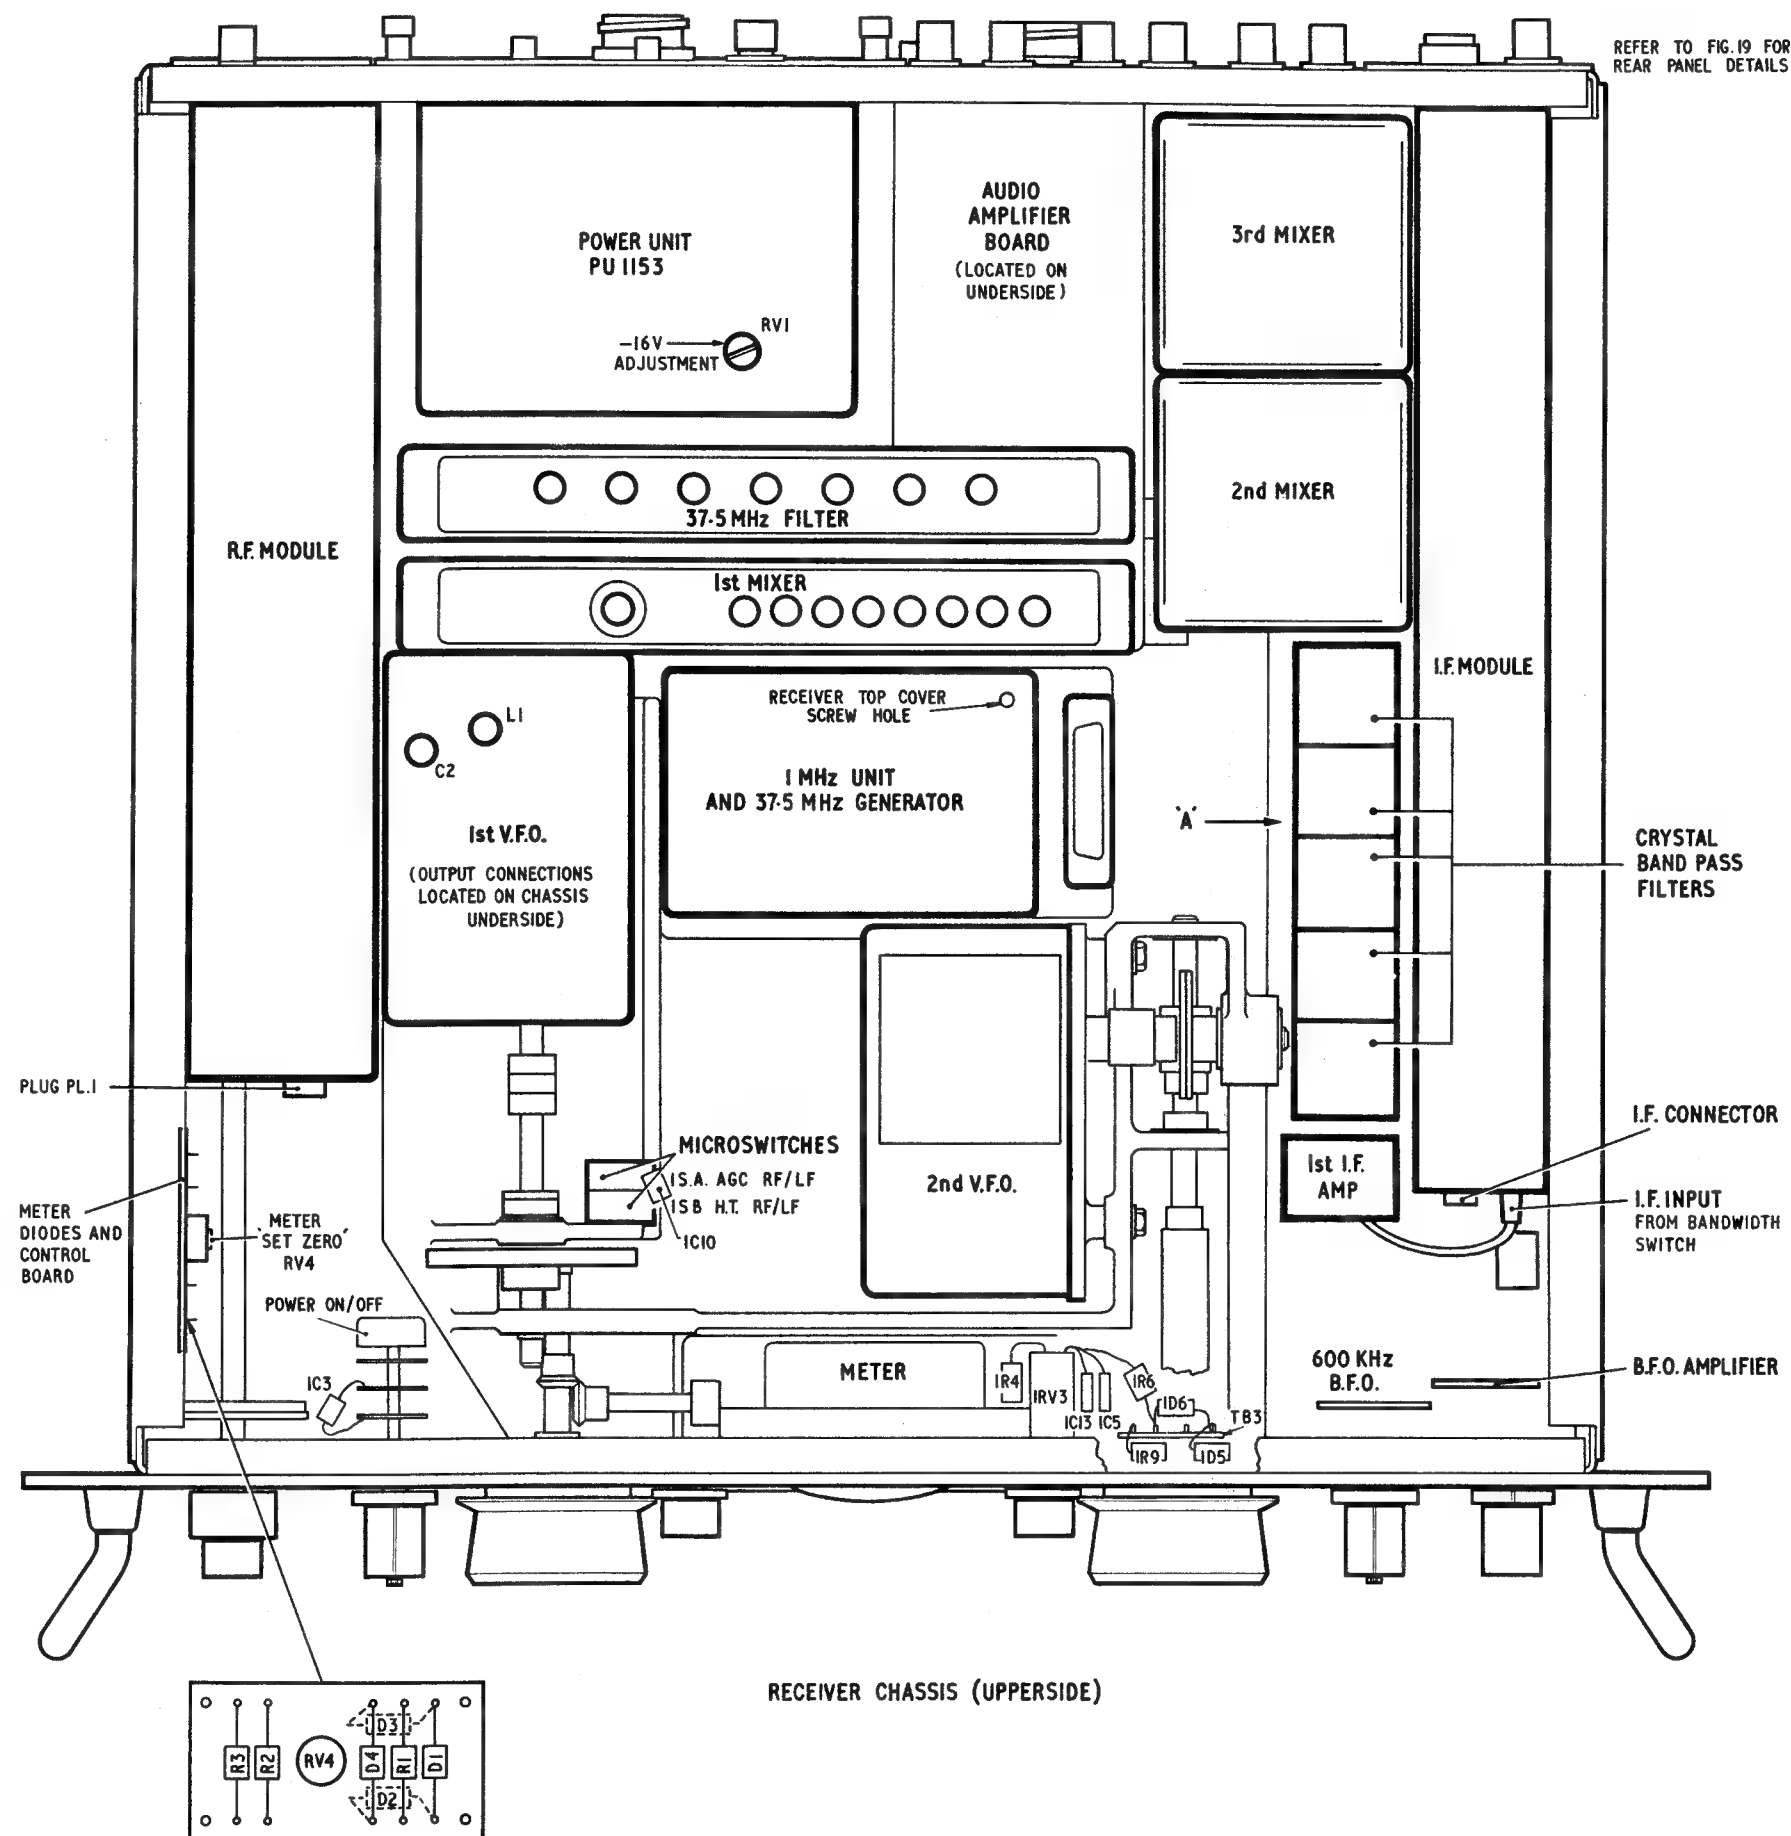 REFER TO FIG.19 FOR
REAR PANEL DETAILS
POWER UNIT
PU 1153
RV1
-16V
ADJUSTMENT
AUDIO
AMPLIFIER
BOARD
(LOCATED ON
UNDERSIDE)
3rd MIXER
2nd MIXER
37·5 MHz FILTER
R.F. MODULE
1st MIXER
I.F. MODULE
L1
C2
RECEIVER TOP COVER
SCREW HOLE
1 MHz UNIT
AND 37·5 MHz GENERATOR
1st V.F.O.
(OUTPUT CONNECTIONS
LOCATED ON CHASSIS
UNDERSIDE)
'A'
CRYSTAL
BAND PASS
FILTERS
PLUG PL.1
I.F. CONNECTOR
MICROSWITCHES
1S.A. AGC RF/LF
1SB H.T. RF/LF
1C10
2nd V.F.O.
1st I.F.
AMP
I.F. INPUT
FROM BANDWIDTH
SWITCH
METER
DIODES AND
CONTROL
BOARD
'METER
SET ZERO'
RV4
POWER ON/OFF
1C3
METER
1R4
1RV3
1C13
1C5
1R6
1D6
TB3
1R9
1D5
600 KHz
B.F.O.
B.F.O. AMPLIFIER
RECEIVER CHASSIS (UPPERSIDE)
R3
R2
RV4
D3
D4
R1
D1
D2